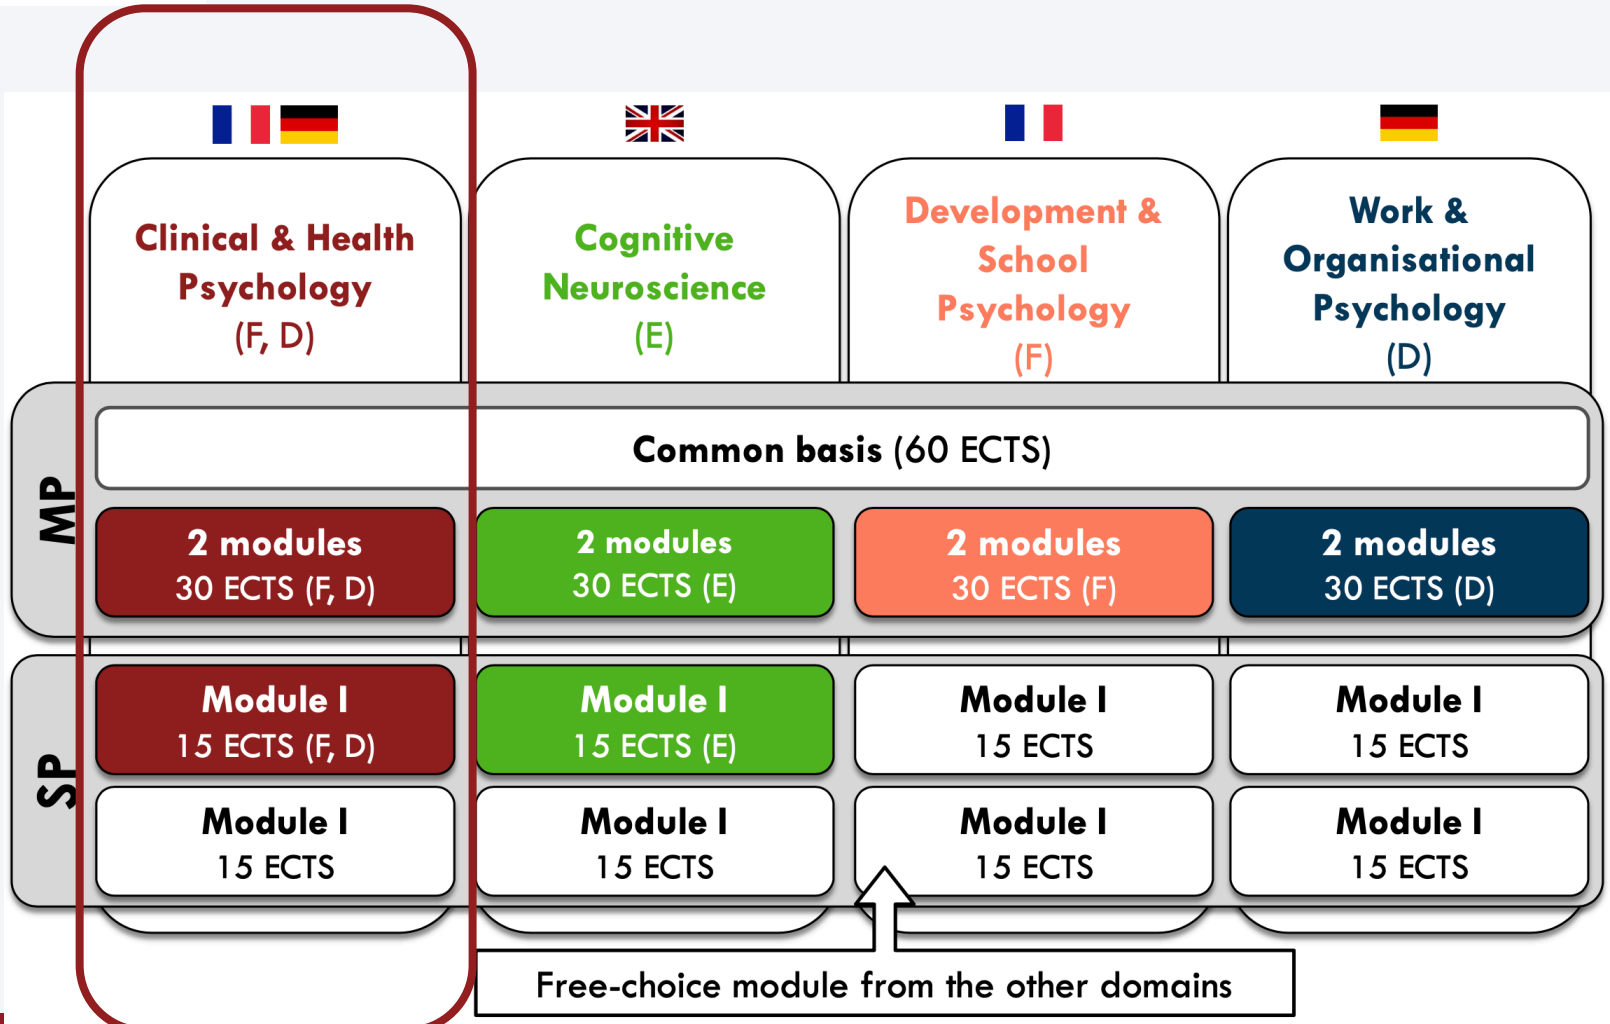 Clinical & Health
Psychology
(F, D)
Cognitive
Neuroscience
(E)
Development &
School
Psychology
(F)
Work &
Organisational
Psychology
(D)
MP
Common basis (60 ECTS)
2 modules
30 ECTS (F, D)
2 modules
30 ECTS (E)
2 modules
30 ECTS (F)
2 modules
30 ECTS (D)
SP
Module I
15 ECTS (F, D)
Module I
15 ECTS (E)
Module I
15 ECTS
Module I
15 ECTS
Module I
15 ECTS
Module I
15 ECTS
Module I
15 ECTS
Module I
15 ECTS
Free-choice module from the other domains